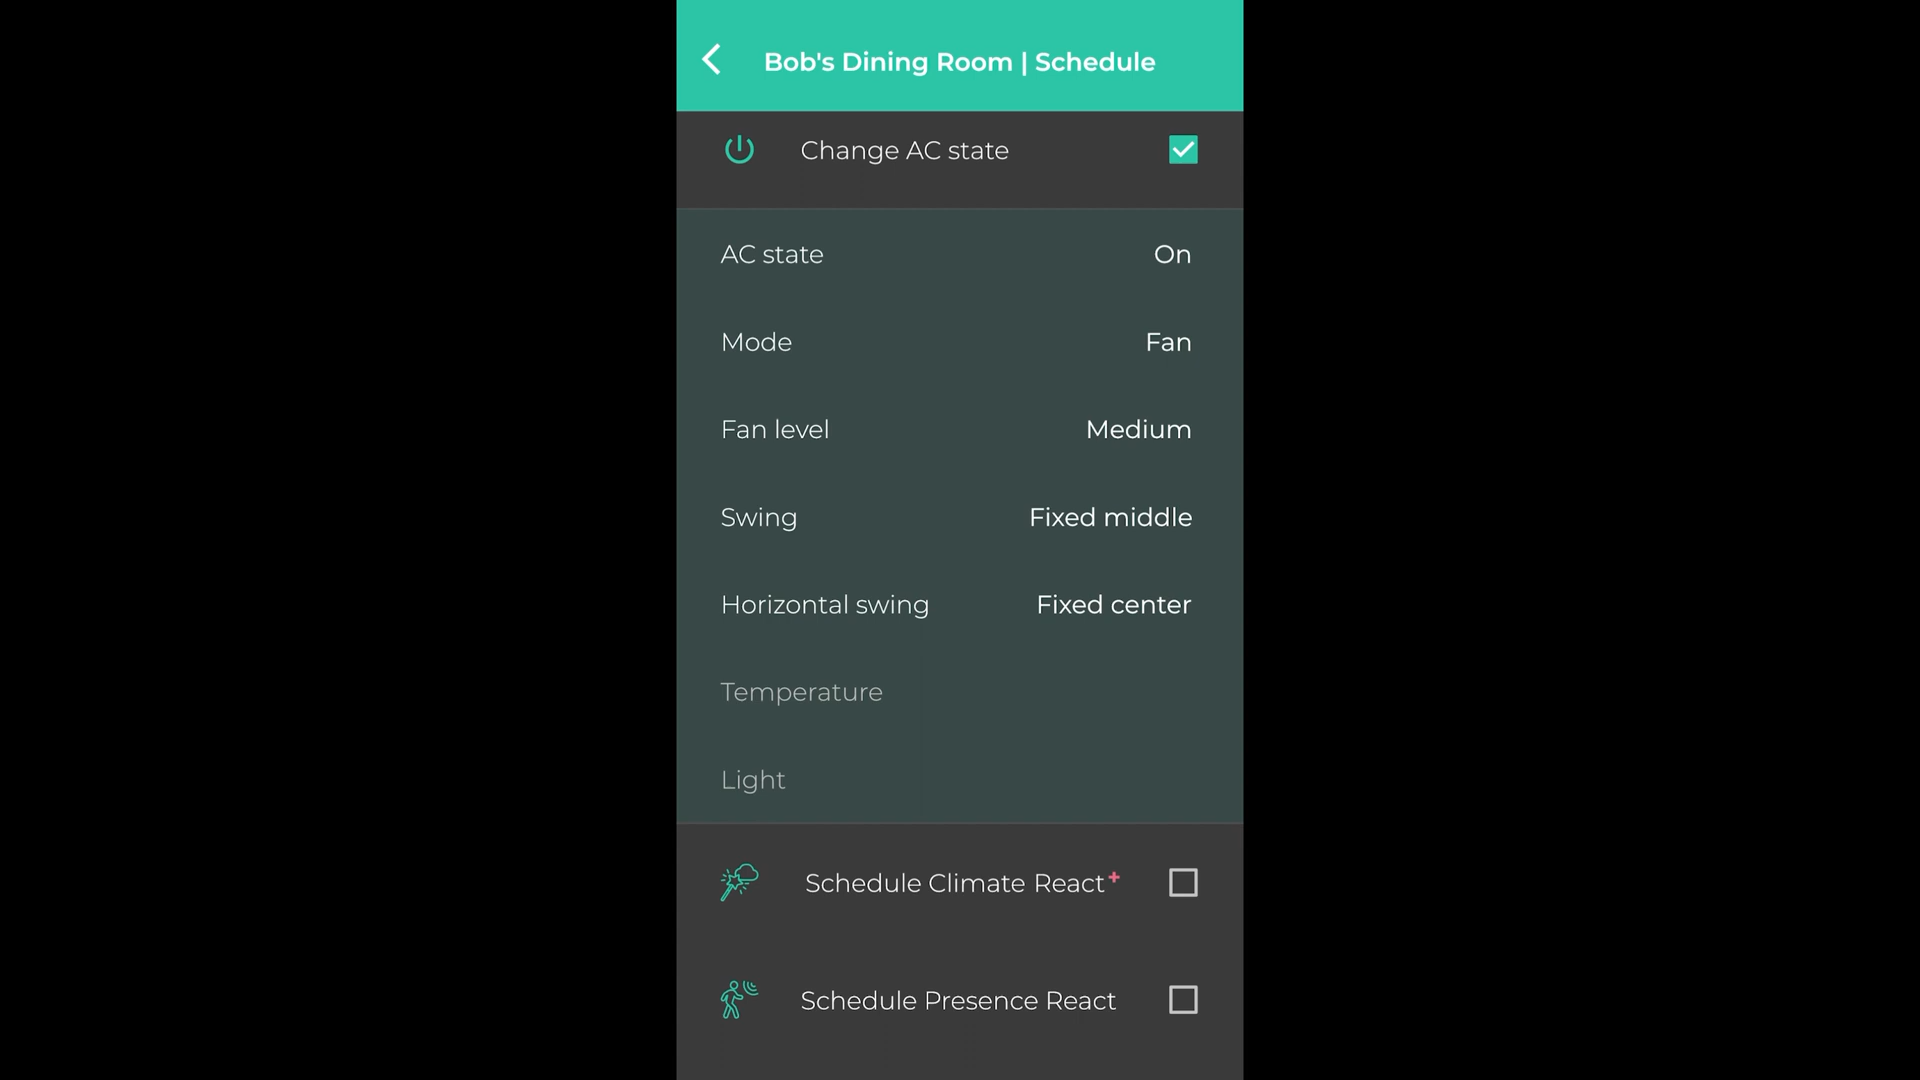 Bob's Dining Room | Schedule
Change AC state
AC state On
Mode Fan
Fan level Medium
Swing Fixed middle
Horizontal swing Fixed center
Temperature
Light
Schedule Climate React+
Schedule Presence React